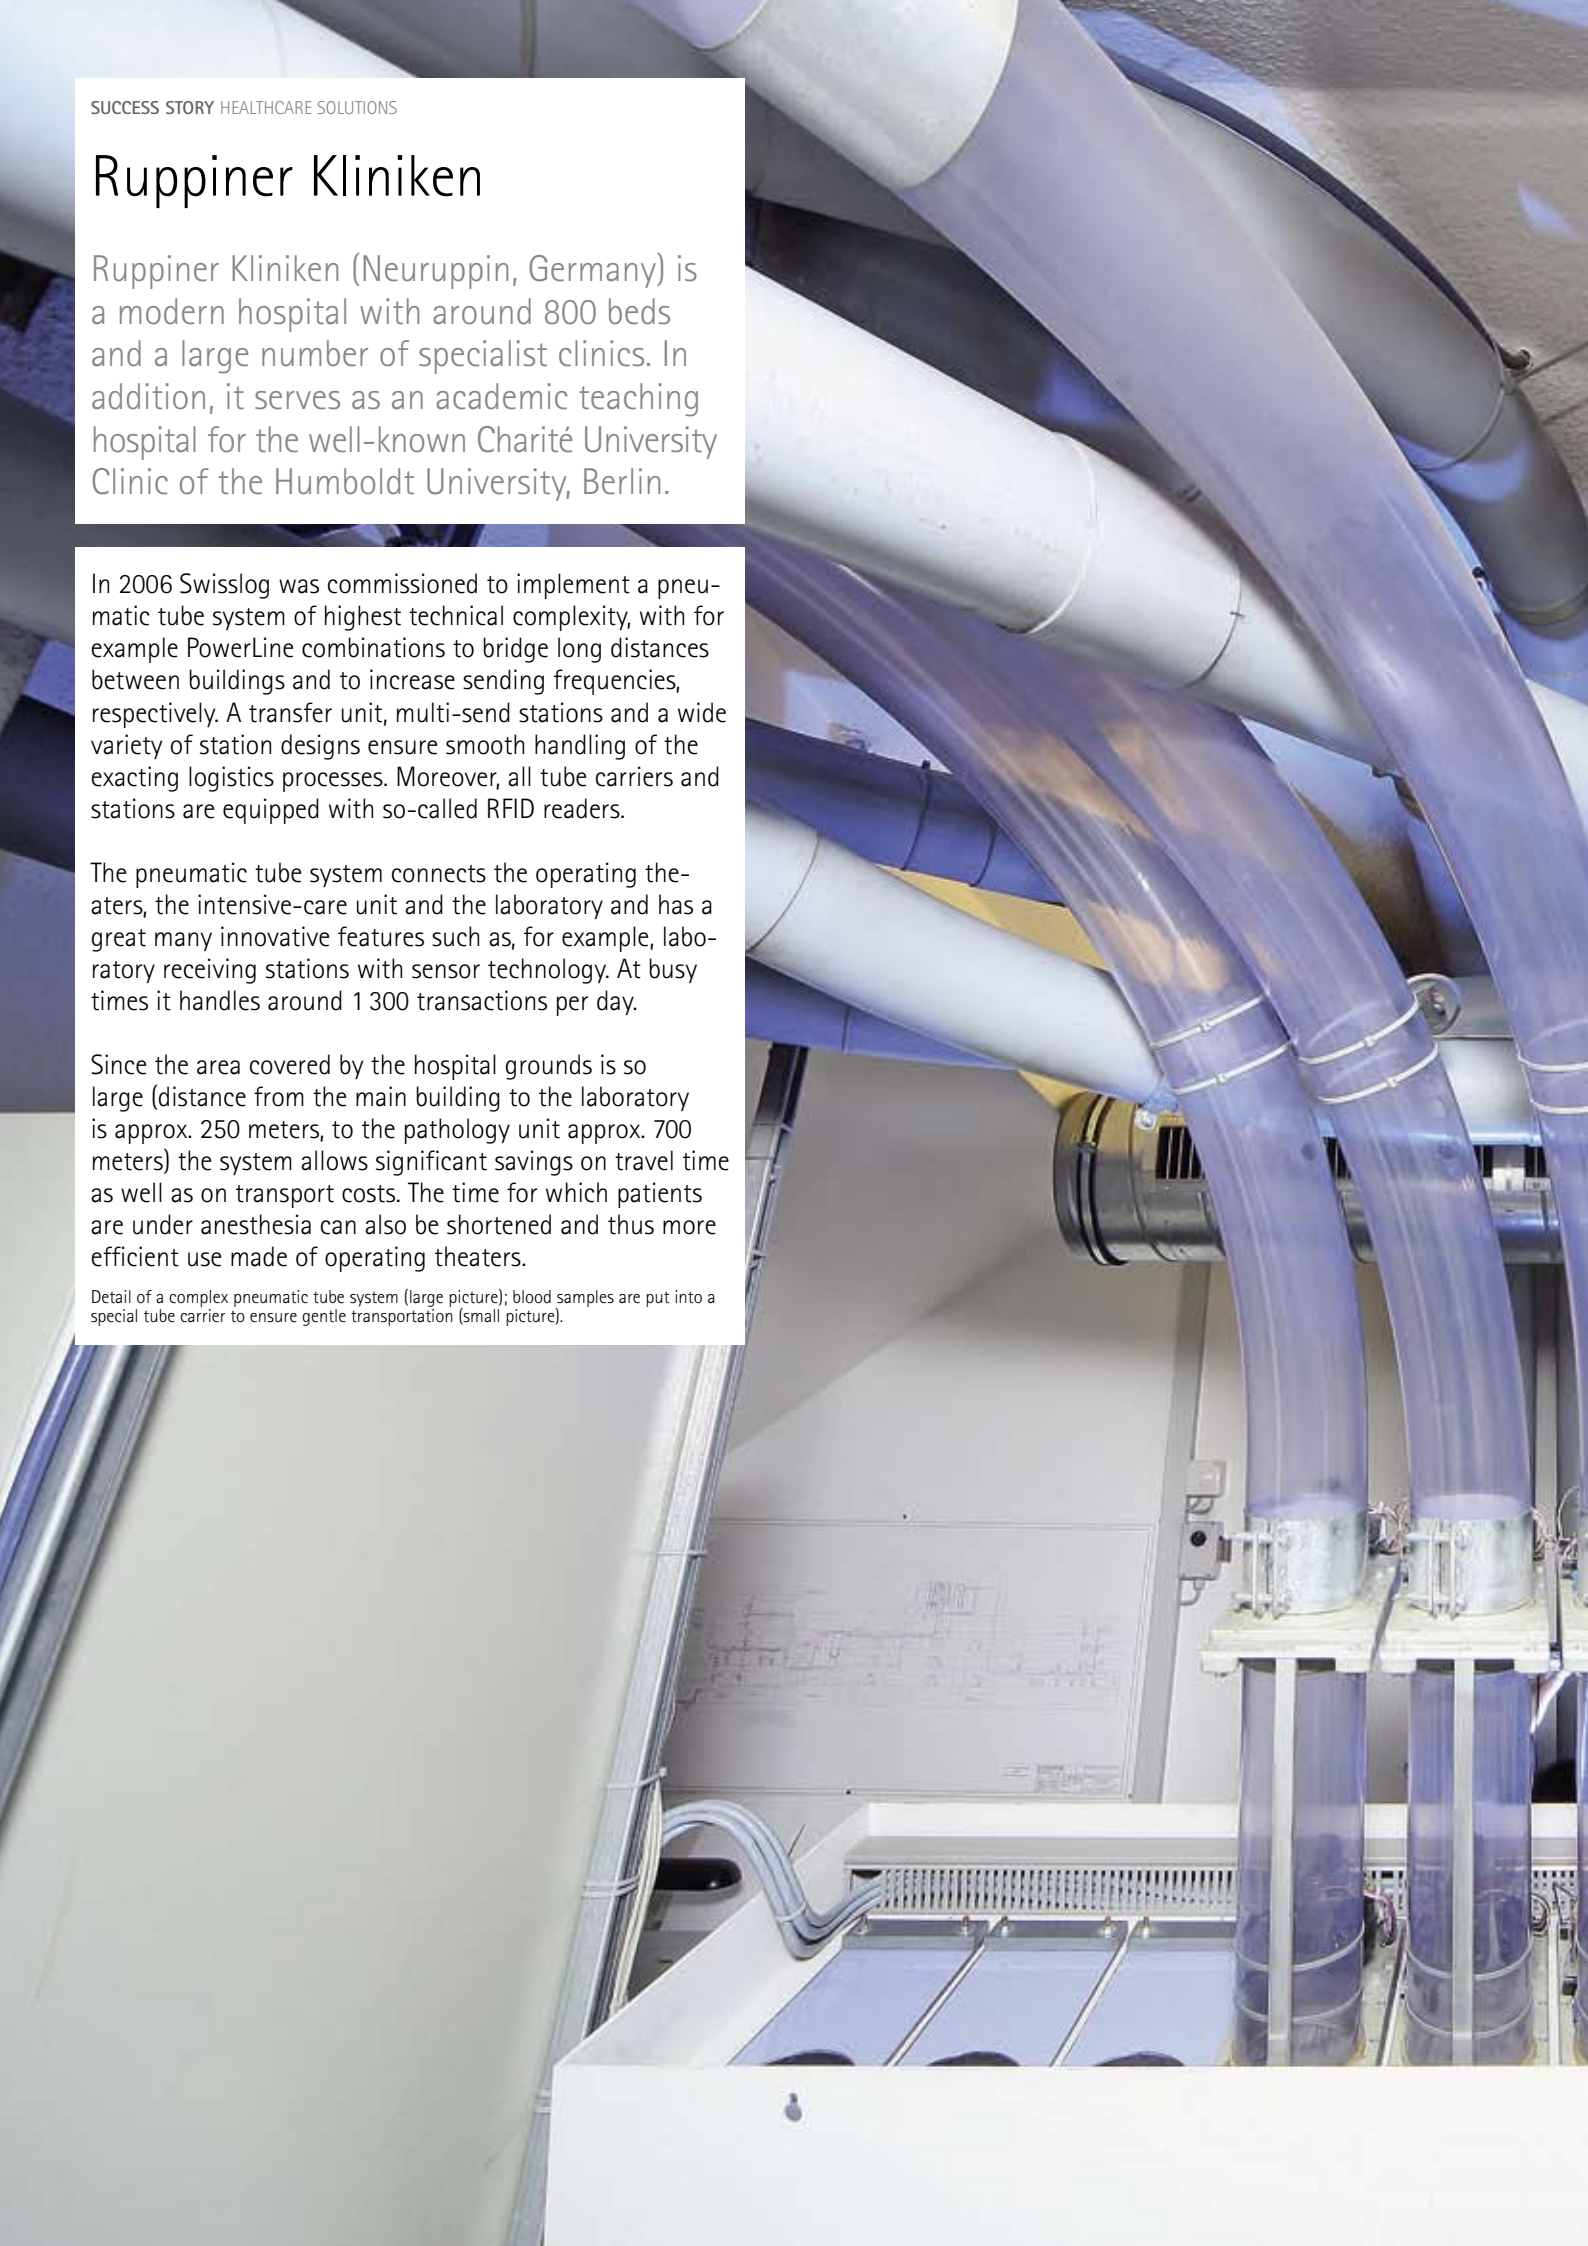 SUCCESS STORY HEALTHCARE SOLUTIONS
Ruppiner Kliniken
Ruppiner Kliniken (Neuruppin, Germany) is
a modern hospital with around 800 beds
and a large number of specialist clinics. In
addition, it serves as an academic teaching
hospital for the well-known Charité University
Clinic of the Humboldt University, Berlin.
In 2006 Swisslog was commissioned to implement a pneu-
matic tube system of highest technical complexity, with for
example PowerLine combinations to bridge long distances
between buildings and to increase sending frequencies,
respectively. A transfer unit, multi-send stations and a wide
variety of station designs ensure smooth handling of the
exacting logistics processes. Moreover, all tube carriers and
stations are equipped with so-called RFID readers.
The pneumatic tube system connects the operating the-
aters, the intensive-care unit and the laboratory and has a
great many innovative features such as, for example, labo-
ratory receiving stations with sensor technology. At busy
times it handles around 1 300 transactions per day.
Since the area covered by the hospital grounds is so
large (distance from the main building to the laboratory
is approx. 250 meters, to the pathology unit approx. 700
meters) the system allows significant savings on travel time
as well as on transport costs. The time for which patients
are under anesthesia can also be shortened and thus more
efficient use made of operating theaters.
Detail of a complex pneumatic tube system (large picture); blood samples are put into a
special tube carrier to ensure gentle transportation (small picture).